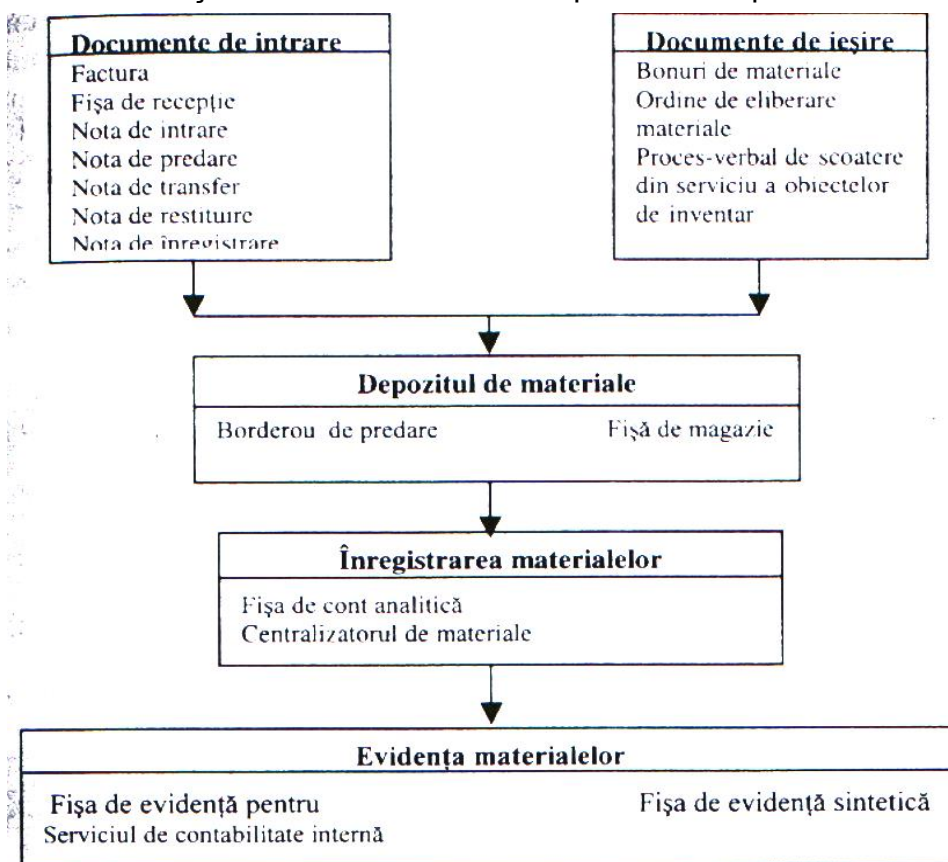 Documente de intrare
Factura
Fişa de recepţie
Nota de intrare
Nota de predare
Nota de transfer
Nota de restituire
Nota de înregistrare
Documente de ieşire
Bonuri de materiale
Ordine de eliberare
materiale
Proces-verbal de scoatere
din serviciu a obiectelor
de inventar
Depozitul de materiale
Borderou de predare
Fişă de magazie
Înregistrarea materialelor
Fişa de cont analitică
Centralizatorul de materiale
Evidenţa materialelor
Fişa de evidenţă pentru
Serviciul de contabilitate internă
Fişa de evidenţă sintetică